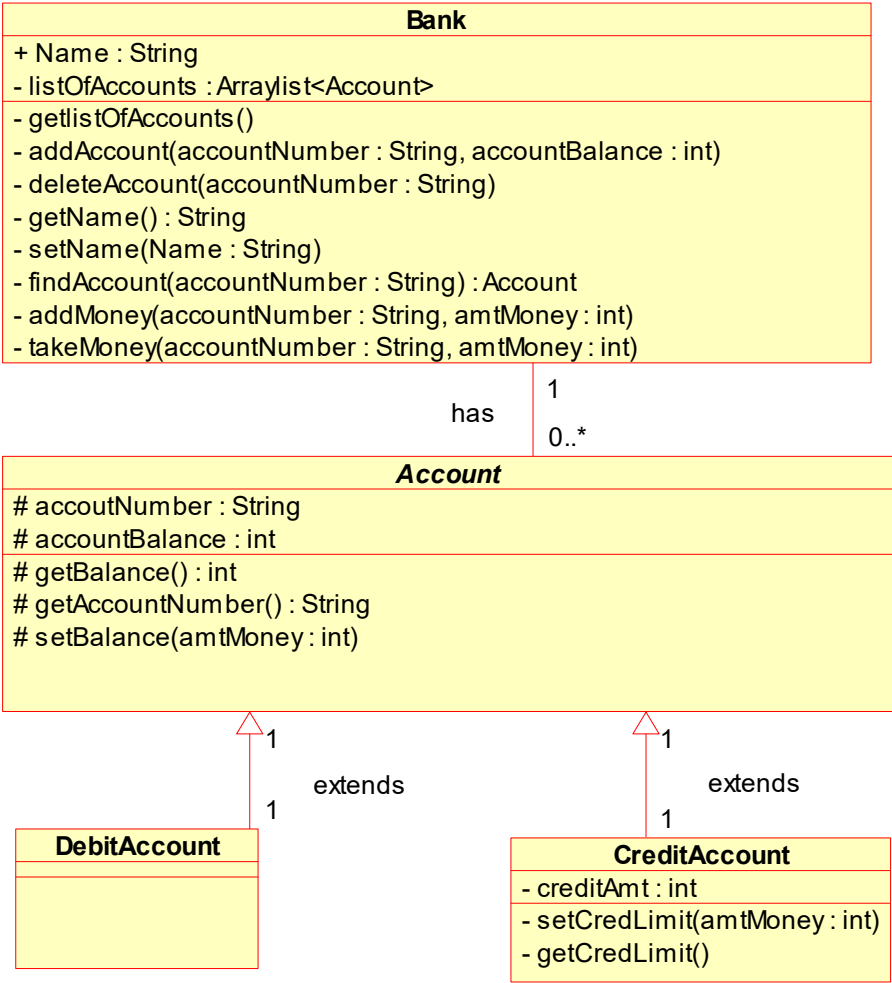 Bank
+ Name : String
- listOfAccounts : Arraylist<Account>
- getlistOfAccounts()
- addAccount(accountNumber : String, accountBalance : int)
- deleteAccount(accountNumber : String)
- getName() : String
- setName(Name : String)
- findAccount(accountNumber : String) : Account
- addMoney(accountNumber : String, amtMoney : int)
- takeMoney(accountNumber : String, amtMoney : int)
1
has
0..*
Account
# accoutNumber : String
# accountBalance : int
# getBalance() : int
# getAccountNumber() : String
# setBalance(amtMoney : int)
1
1
extends
extends
1
1
DebitAccount
CreditAccount
- creditAmt : int
- setCredLimit(amtMoney : int)
- getCredLimit()